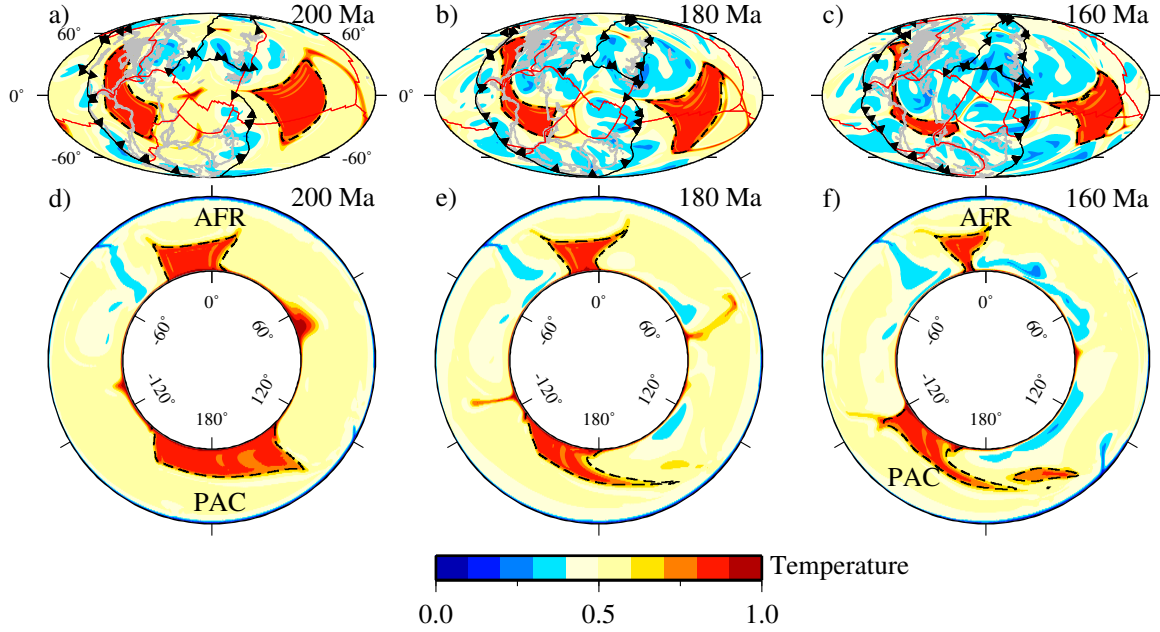 a) 200 Ma b) 180 Ma c) 160 Ma
60° 60°
0° 0° 0°
-60° -60°
d) 200 Ma e) 180 Ma f) 160 Ma
AFR AFR
0° 0° 0°
-60° 60° -60° 60° -60° 60°
-120° 120° -120° 120° -120° 120°
180° 180° 180°
PAC PAC
Temperature
0.0 0.5 1.0